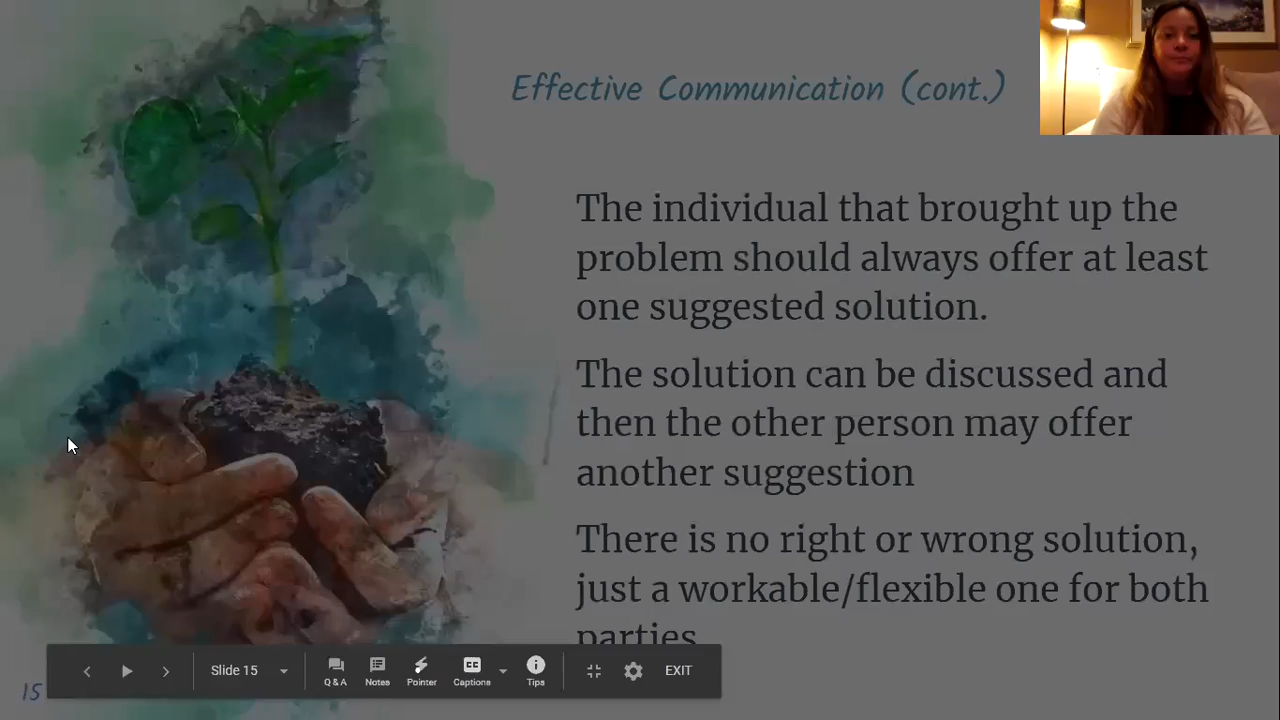 Effective Communication (cont.)
The individual that brought up the
problem should always offer at least
one suggested solution.
The solution can be discussed and
then the other person may offer
another suggestion
There is no right or wrong solution,
just a workable/flexible one for both
parties
Slide 15
Q & A
Notes
Pointer
CC
Captions
Tips
EXIT
15